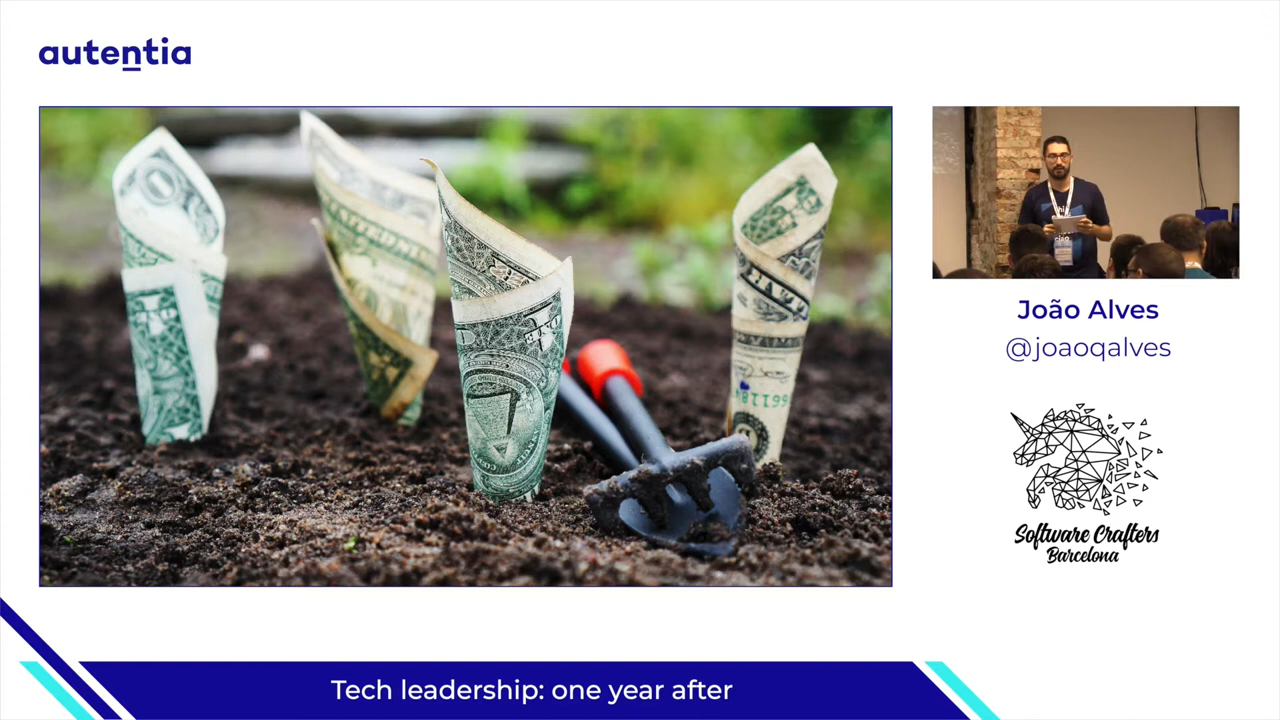 autentia
João Alves
@joaoqalves
Software Crafters
Barcelona
Tech leadership: one year after